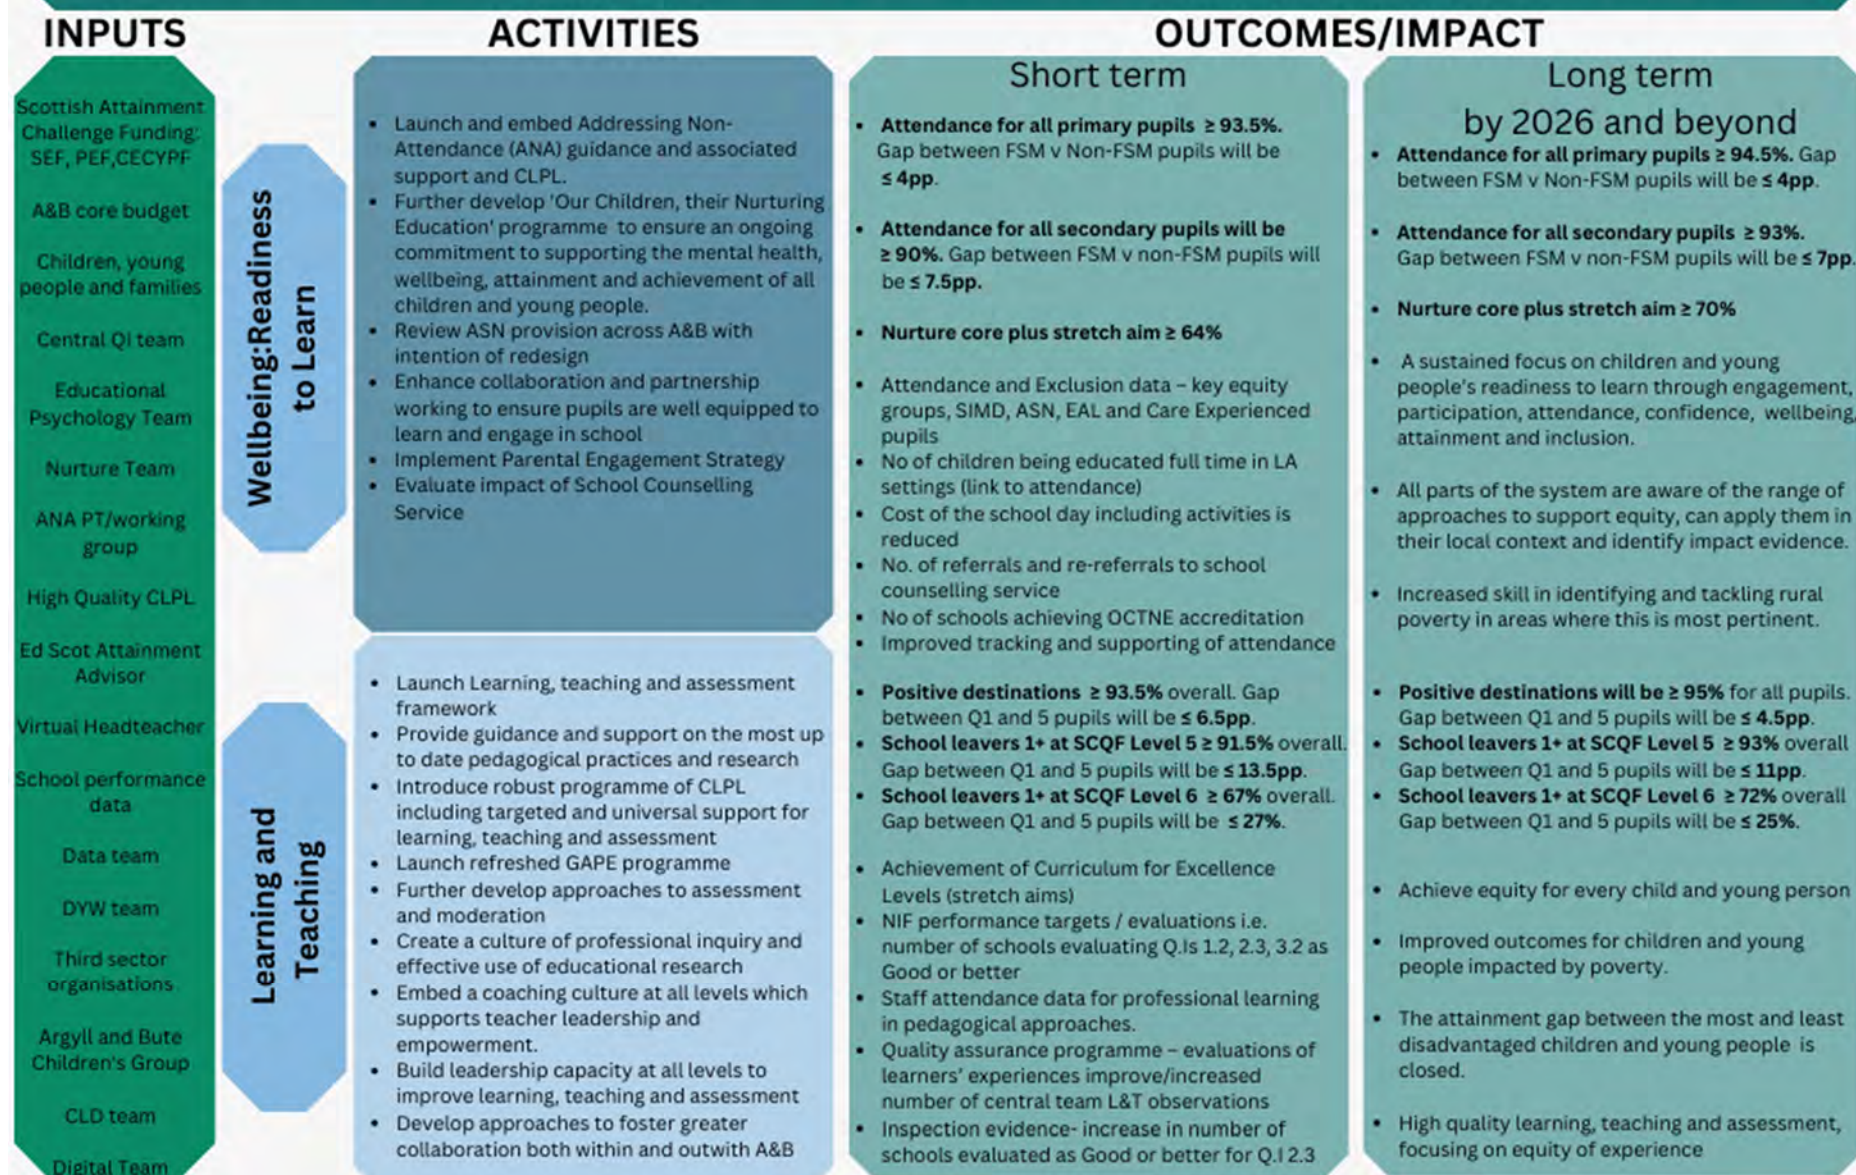 INPUTS
ACTIVITIES
OUTCOMES/IMPACT
Scottish Attainment
Challenge Funding:
SEF, PEF,CECYPF
A&B core budget
Children, young
people and families
Central QI team
Educational
Psychology Team
Nurture Team
ANA PT/working
group
High Quality CLPL
Ed Scot Attainment
Advisor
Virtual Headteacher
School performance
data
Data team
DYW team
Third sector
organisations
Argyll and Bute
Children's Group
CLD team
Digital Team
Wellbeing:Readiness
to Learn
• Launch and embed Addressing Non-
Attendance (ANA) guidance and associated
support and CLPL.
• Further develop 'Our Children, their Nurturing
Education' programme to ensure an ongoing
commitment to supporting the mental health,
wellbeing, attainment and achievement of all
children and young people.
• Review ASN provision across A&B with
intention of redesign
• Enhance collaboration and partnership
working to ensure pupils are well equipped to
learn and engage in school
• Implement Parental Engagement Strategy
• Evaluate impact of School Counselling
Service
Learning and
Teaching
• Launch Learning, teaching and assessment
framework
• Provide guidance and support on the most up
to date pedagogical practices and research
• Introduce robust programme of CLPL
including targeted and universal support for
learning, teaching and assessment
• Launch refreshed GAPE programme
• Further develop approaches to assessment
and moderation
• Create a culture of professional inquiry and
effective use of educational research
• Embed a coaching culture at all levels which
supports teacher leadership and
empowerment.
• Build leadership capacity at all levels to
improve learning, teaching and assessment
• Develop approaches to foster greater
collaboration both within and outwith A&B
Short term
• Attendance for all primary pupils ≥ 93.5%.
Gap between FSM v Non-FSM pupils will be
≤ 4pp.
• Attendance for all secondary pupils will be
≥ 90%. Gap between FSM v non-FSM pupils will
be ≤ 7.5pp.
• Nurture core plus stretch aim ≥ 64%
• Attendance and Exclusion data – key equity
groups, SIMD, ASN, EAL and Care Experienced
pupils
• No of children being educated full time in LA
settings (link to attendance)
• Cost of the school day including activities is
reduced
• No. of referrals and re-referrals to school
counselling service
• No of schools achieving OCTNE accreditation
• Improved tracking and supporting of attendance
• Positive destinations ≥ 93.5% overall. Gap
between Q1 and 5 pupils will be ≤ 6.5pp.
• School leavers 1+ at SCQF Level 5 ≥ 91.5% overall.
Gap between Q1 and 5 pupils will be ≤ 13.5pp.
• School leavers 1+ at SCQF Level 6 ≥ 67% overall.
Gap between Q1 and 5 pupils will be ≤ 27%.
• Achievement of Curriculum for Excellence
Levels (stretch aims)
• NIF performance targets / evaluations i.e.
number of schools evaluating Q.Is 1.2, 2.3, 3.2 as
Good or better
• Staff attendance data for professional learning
in pedagogical approaches.
• Quality assurance programme – evaluations of
learners' experiences improve/increased
number of central team L&T observations
• Inspection evidence- increase in number of
schools evaluated as Good or better for Q.I 2.3
Long term
by 2026 and beyond
• Attendance for all primary pupils ≥ 94.5%. Gap
between FSM v Non-FSM pupils will be ≤ 4pp.
• Attendance for all secondary pupils ≥ 93%.
Gap between FSM v non-FSM pupils will be ≤ 7pp.
• Nurture core plus stretch aim ≥ 70%
• A sustained focus on children and young
people's readiness to learn through engagement,
participation, attendance, confidence, wellbeing,
attainment and inclusion.
• All parts of the system are aware of the range of
approaches to support equity, can apply them in
their local context and identify impact evidence.
• Increased skill in identifying and tackling rural
poverty in areas where this is most pertinent.
• Positive destinations will be ≥ 95% for all pupils.
Gap between Q1 and 5 pupils will be ≤ 4.5pp.
• School leavers 1+ at SCQF Level 5 ≥ 93% overall
Gap between Q1 and 5 pupils will be ≤ 11pp.
• School leavers 1+ at SCQF Level 6 ≥ 72% overall
Gap between Q1 and 5 pupils will be ≤ 25%.
• Achieve equity for every child and young person
• Improved outcomes for children and young
people impacted by poverty.
• The attainment gap between the most and least
disadvantaged children and young people is
closed.
• High quality learning, teaching and assessment,
focusing on equity of experience